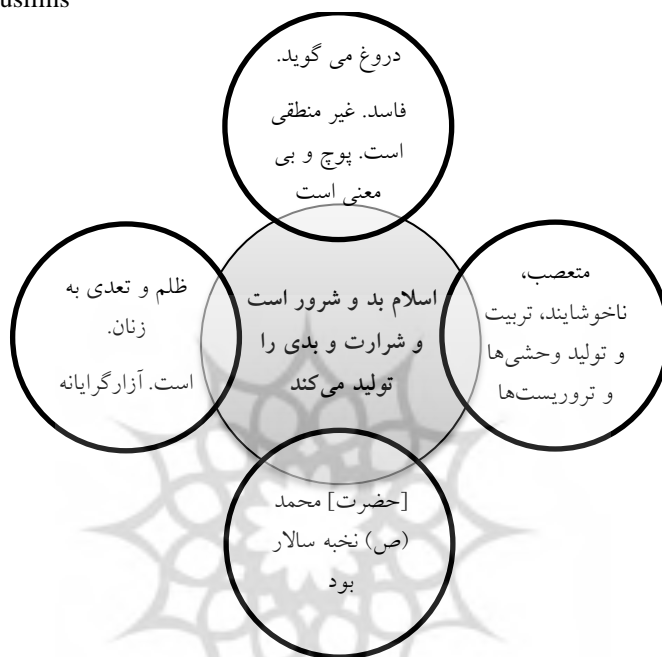 دروغ می گوید.
فاسد. غیر منطقی
است. پوچ و بی
معنی است
متعصب،
ناخوشایند، تربیت
و تولید وحشی‌ها
و تروریست‌ها
اسلام بد و شرور است
و شرارت و بدی را
تولید می‌کند
ظلم و تعدی به
زنان.
است. آزارگرایانه
[حضرت] محمد
(ص) نخبه سالار
بود